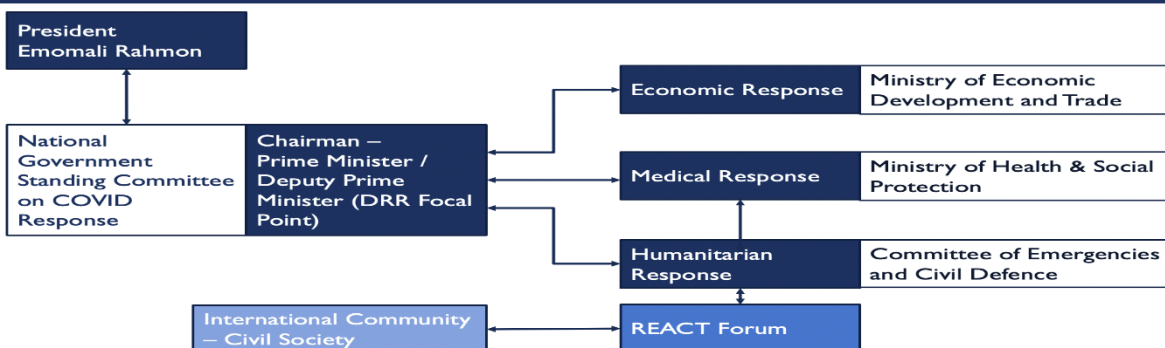 President
Emomali Rahmon
National
Government
Standing Committee
on COVID
Response
Chairman –
Prime Minister /
Deputy Prime
Minister (DRR Focal
Point)
Economic Response
Ministry of Economic
Development and Trade
Medical Response
Ministry of Health & Social
Protection
Humanitarian
Response
Committee of Emergencies
and Civil Defence
International Community
– Civil Society
REACT Forum